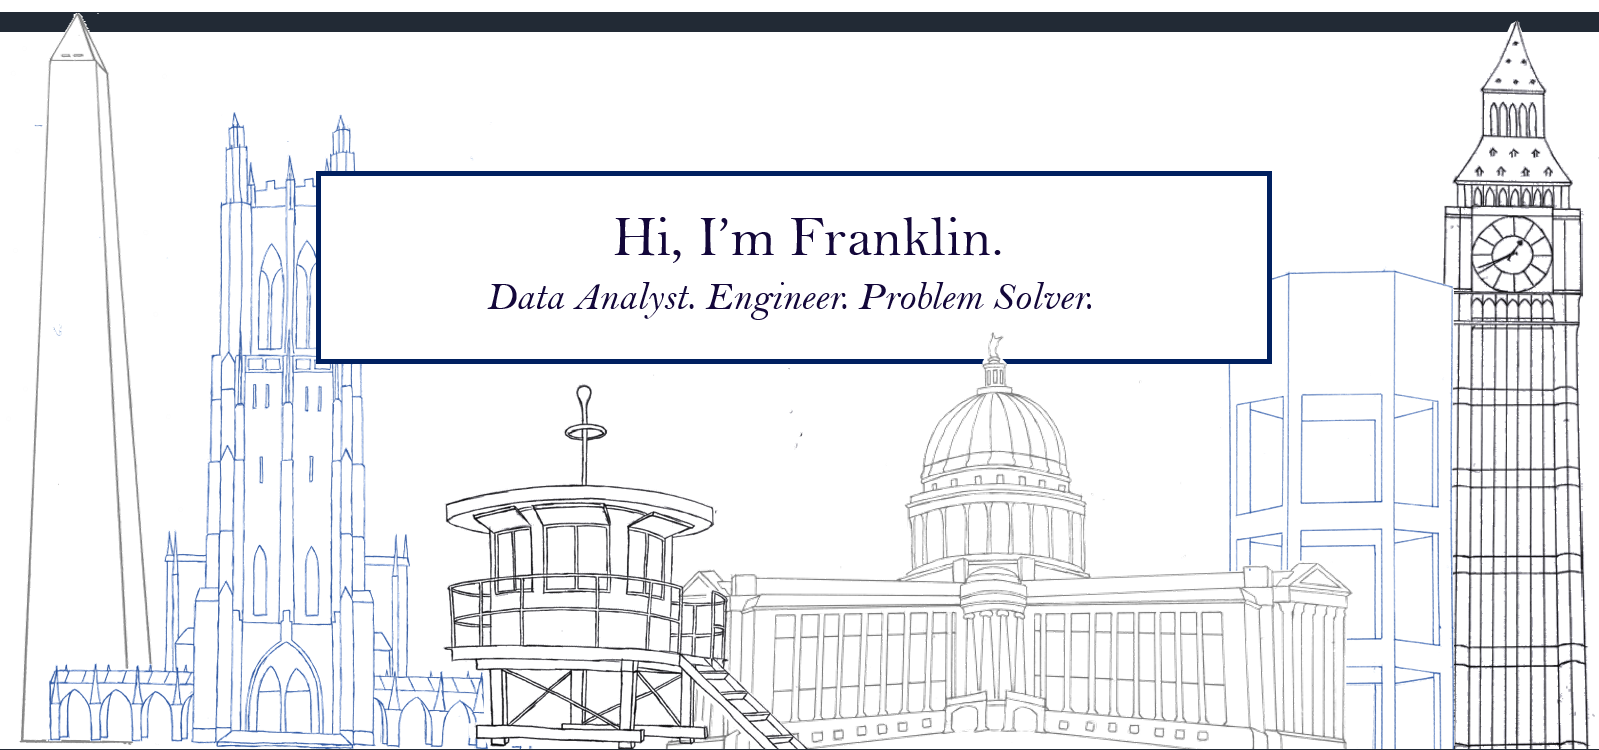 Hi, I’m Franklin.
Data Analyst. Engineer. Problem Solver.